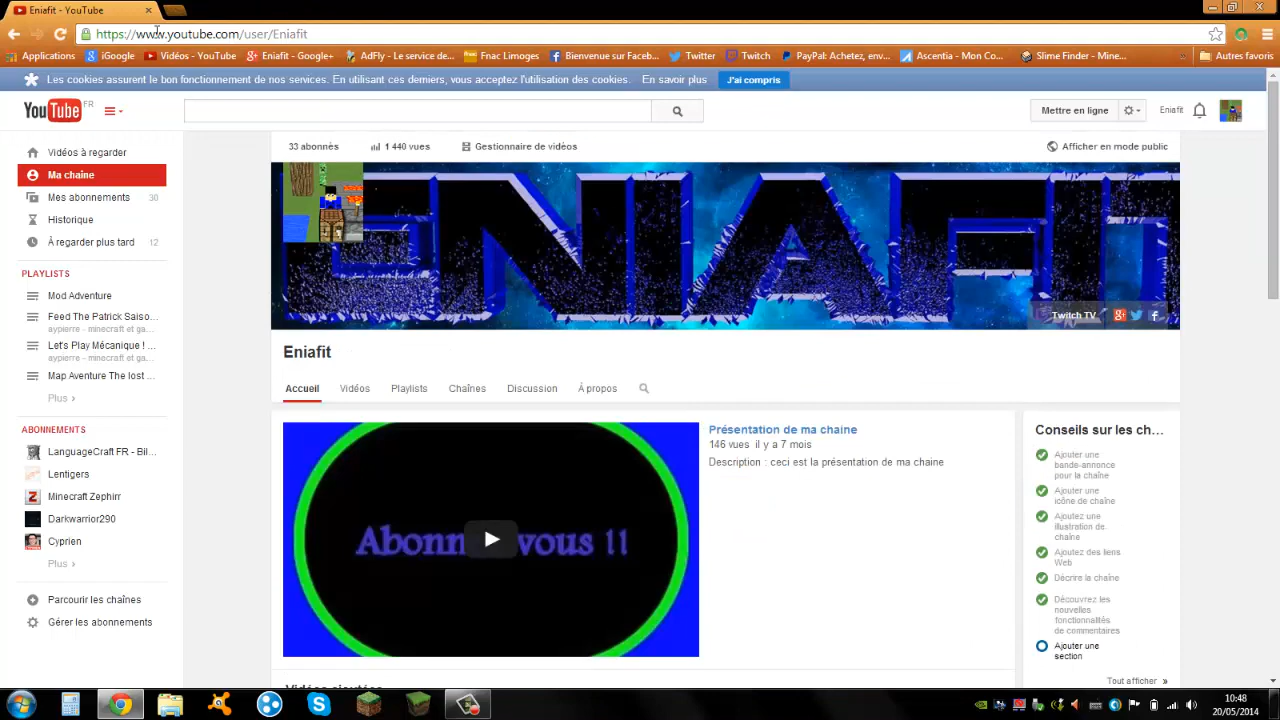 Eniafit - YouTube
https://www.youtube.com/user/Eniafit
Applications iGoogle Vidéos - YouTube Eniafit - Google+ AdFly - Le service de... Fnac Limoges Bienvenue sur Faceb... Twitter Twitch PayPal Achetez, env... Ascentia - Mon Co... Slime Finder - Mine... Autres favoris
Les cookies assurent le bon fonctionnement de nos services. En utilisant ces derniers, vous acceptez l'utilisation des cookies. En savoir plus J'ai compris
YouTube FR Mettre en ligne Eniafit
33 abonnés 1 440 vues Gestionnaire de vidéos Afficher en mode public
Vidéos à regarder
Ma chaîne
Mes abonnements 30
Historique
À regarder plus tard 12
PLAYLISTS
Mod Adventure
Feed The Patrick Saiso...
aypierre - minecraft et ga...
Let's Play Mécanique ! ...
aypierre - minecraft et ga...
Map Aventure The lost ...
Plus ›
ABONNEMENTS
LanguageCraft FR - Bil...
Lentigers
Minecraft Zephirr
Darkwarrior290
Cyprien
Plus ›
Parcourir les chaînes
Gérer les abonnements
ENIAFIT
Twitch TV
Eniafit
Accueil Vidéos Playlists Chaînes Discussion À propos
Abonn vous !!
Présentation de ma chaine
146 vues il y a 7 mois
Description : ceci est la présentation de ma chaine
Conseils sur les ch...
Ajouter une
bande-annonce
pour la chaîne
Ajouter une
icône de chaîne
Ajoutez une
illustration de
chaîne
Ajoutez des liens
Web
Décrire la chaîne
Découvrez les
nouvelles
fonctionnalités
de commentaires
Ajouter une
section
Tout afficher »
Vidéos ajoutées
10:48
20/05/2014